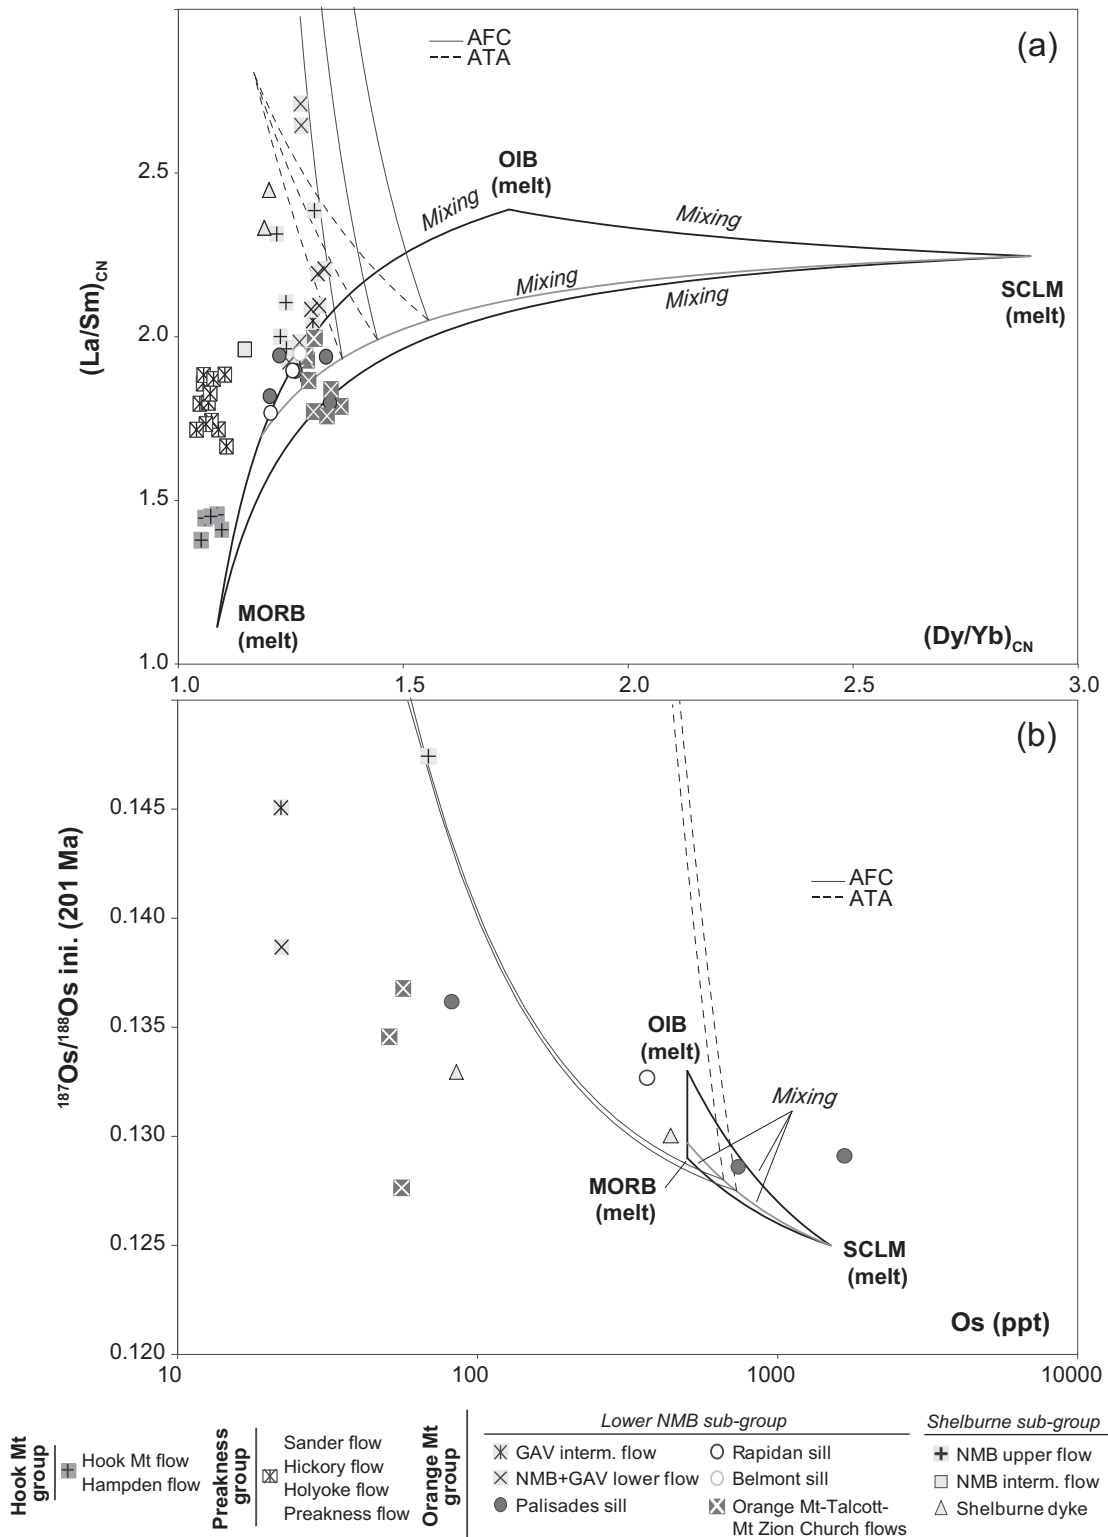 (a)
AFC
ATA
2.5
2.0
1.5
1.0
(La/Sm)CN
OIB
(melt)
Mixing
Mixing
Mixing
Mixing
SCLM
(melt)
MORB
(melt)
(Dy/Yb)CN
1.0 1.5 2.0 2.5 3.0
(b)
0.145
0.140
0.135
0.130
0.125
0.120
187Os/188Os ini. (201 Ma)
AFC
ATA
OIB
(melt)
Mixing
MORB
(melt)
SCLM
(melt)
Os (ppt)
10 100 1000 10000
Hook Mt
group
Hook Mt flow
Hampden flow
Preakness
group
Sander flow
Hickory flow
Holyoke flow
Preakness flow
Orange Mt
group
Lower NMB sub-group
GAV interm. flow
NMB+GAV lower flow
Palisades sill
Rapidan sill
Belmont sill
Orange Mt-Talcott-
Mt Zion Church flows
Shelburne sub-group
NMB upper flow
NMB interm. flow
Shelburne dyke